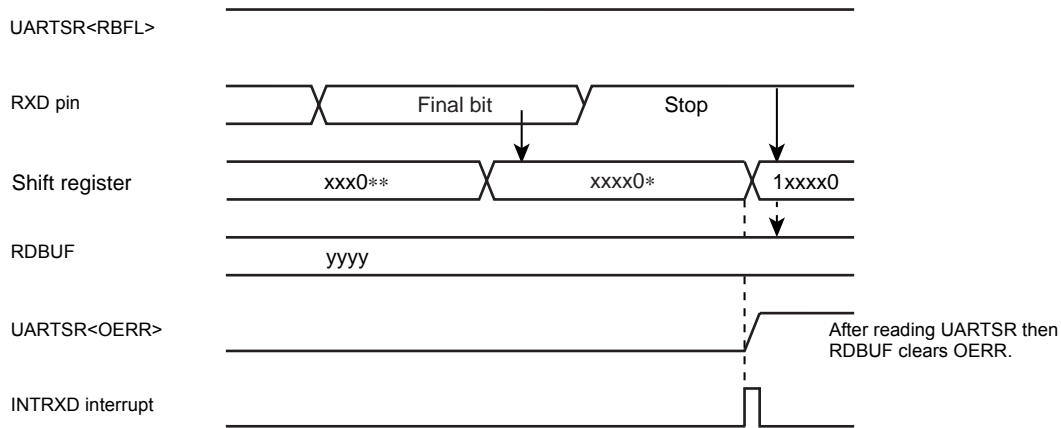 UARTSR<RBFL>
RXD pin
Final bit
Stop
Shift register
xxx0**
xxxx0*
1xxxx0
RDBUF
yyyy
UARTSR<OERR>
After reading UARTSR then
RDBUF clears OERR.
INTRXD interrupt